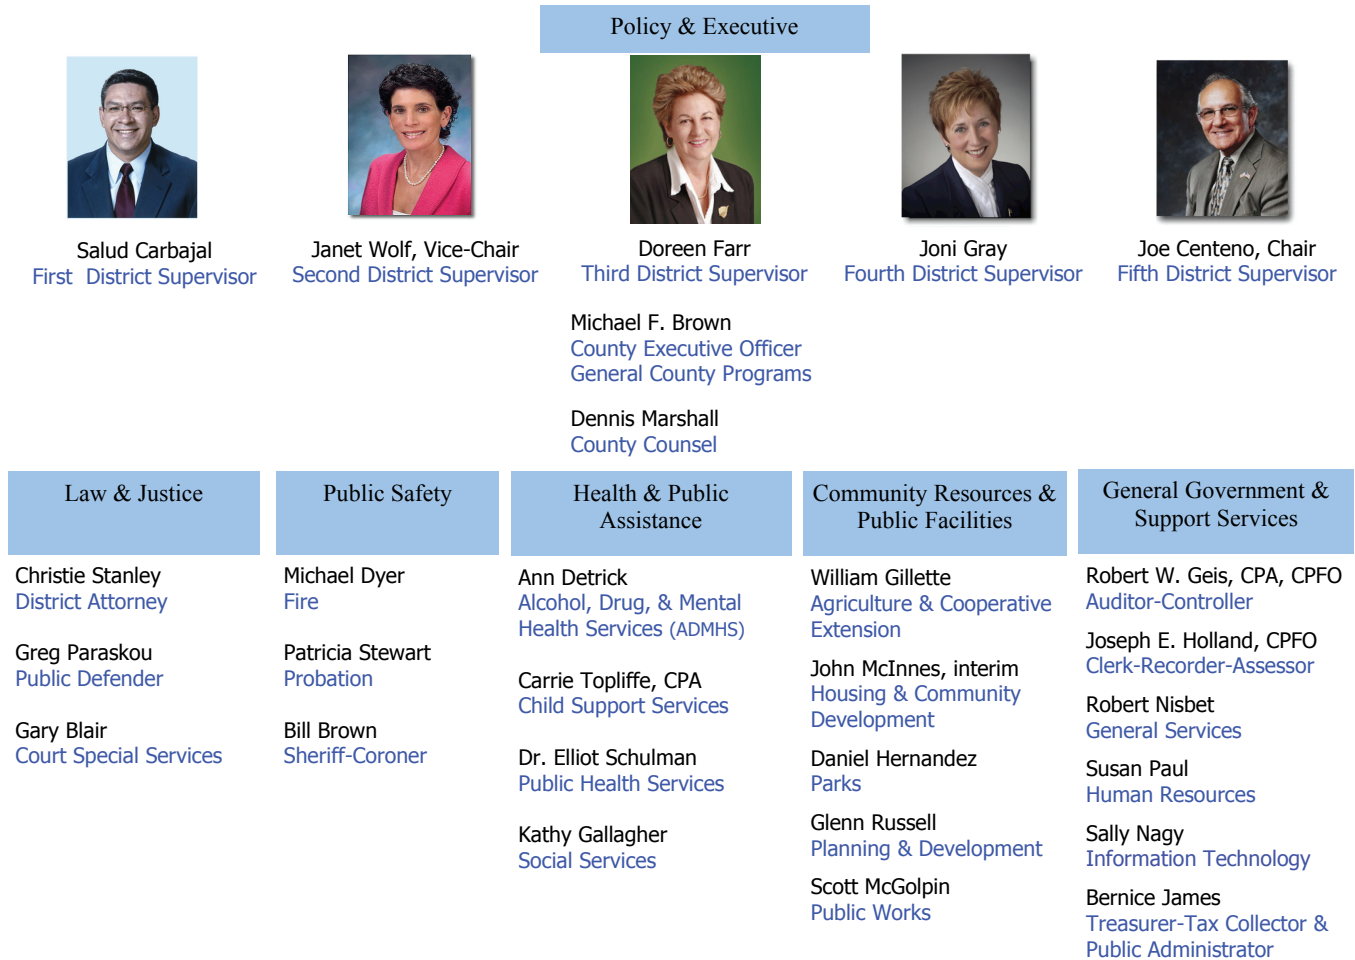 Policy & Executive
Salud Carbajal
First District Supervisor
Janet Wolf, Vice-Chair
Second District Supervisor
Doreen Farr
Third District Supervisor
Joni Gray
Fourth District Supervisor
Joe Centeno, Chair
Fifth District Supervisor
Michael F. Brown
County Executive Officer
General County Programs
Dennis Marshall
County Counsel
Law & Justice
Christie Stanley
District Attorney
Greg Paraskou
Public Defender
Gary Blair
Court Special Services
Public Safety
Michael Dyer
Fire
Patricia Stewart
Probation
Bill Brown
Sheriff-Coroner
Health & Public
Assistance
Ann Detrick
Alcohol, Drug, & Mental
Health Services (ADMHS)
Carrie Topliffe, CPA
Child Support Services
Dr. Elliot Schulman
Public Health Services
Kathy Gallagher
Social Services
Community Resources &
Public Facilities
William Gillette
Agriculture & Cooperative
Extension
John McInnes, interim
Housing & Community
Development
Daniel Hernandez
Parks
Glenn Russell
Planning & Development
Scott McGolpin
Public Works
General Government &
Support Services
Robert W. Geis, CPA, CPFO
Auditor-Controller
Joseph E. Holland, CPFO
Clerk-Recorder-Assessor
Robert Nisbet
General Services
Susan Paul
Human Resources
Sally Nagy
Information Technology
Bernice James
Treasurer-Tax Collector &
Public Administrator